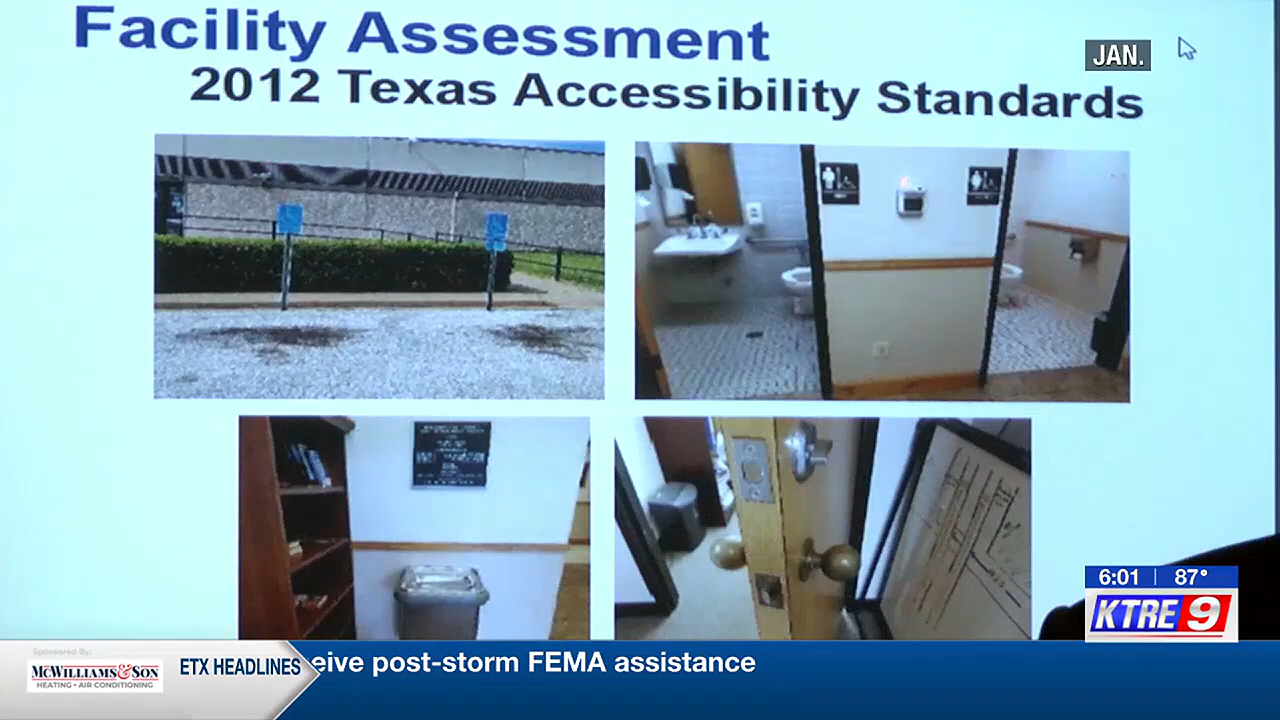 Facility Assessment
JAN.
2012 Texas Accessibility Standards
6:01 | 87°
KTRE 9
Sponsored By:
McWILLIAMS & SON
HEATING • AIR CONDITIONING
ETX HEADLINES
eive post-storm FEMA assistance